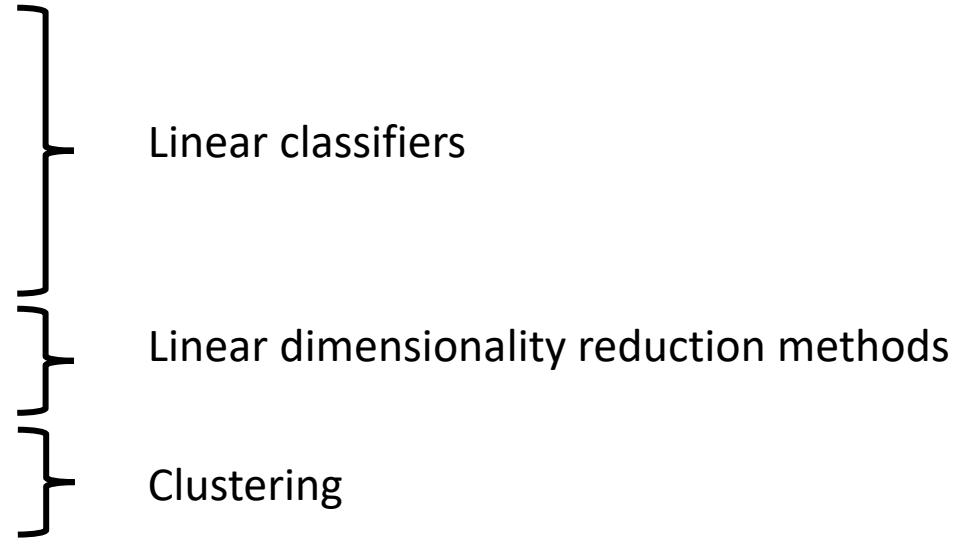 Linear classifiers
Linear dimensionality reduction methods
Clustering